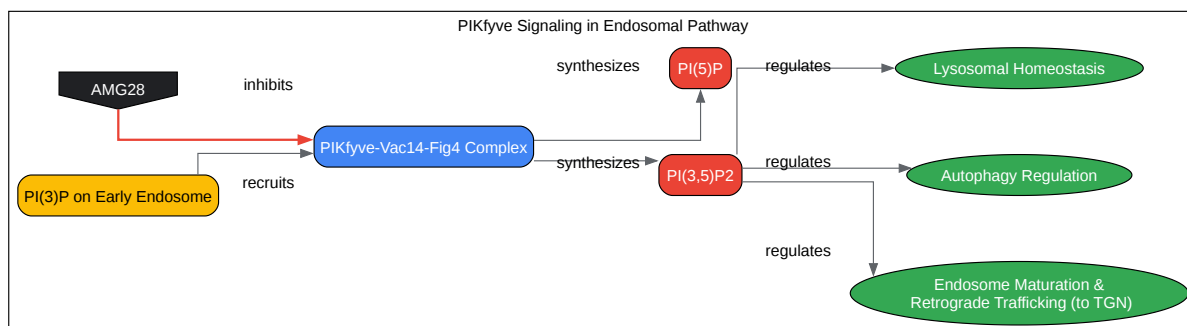 PIKfyve Signaling in Endosomal Pathway
AMG28
inhibits
PI(3)P on Early Endosome
recruits
PIKfyve-Vac14-Fig4 Complex
synthesizes
PI(5)P
synthesizes
PI(3,5)P2
regulates
Lysosomal Homeostasis
regulates
Autophagy Regulation
regulates
Endosome Maturation &
Retrograde Trafficking (to TGN)